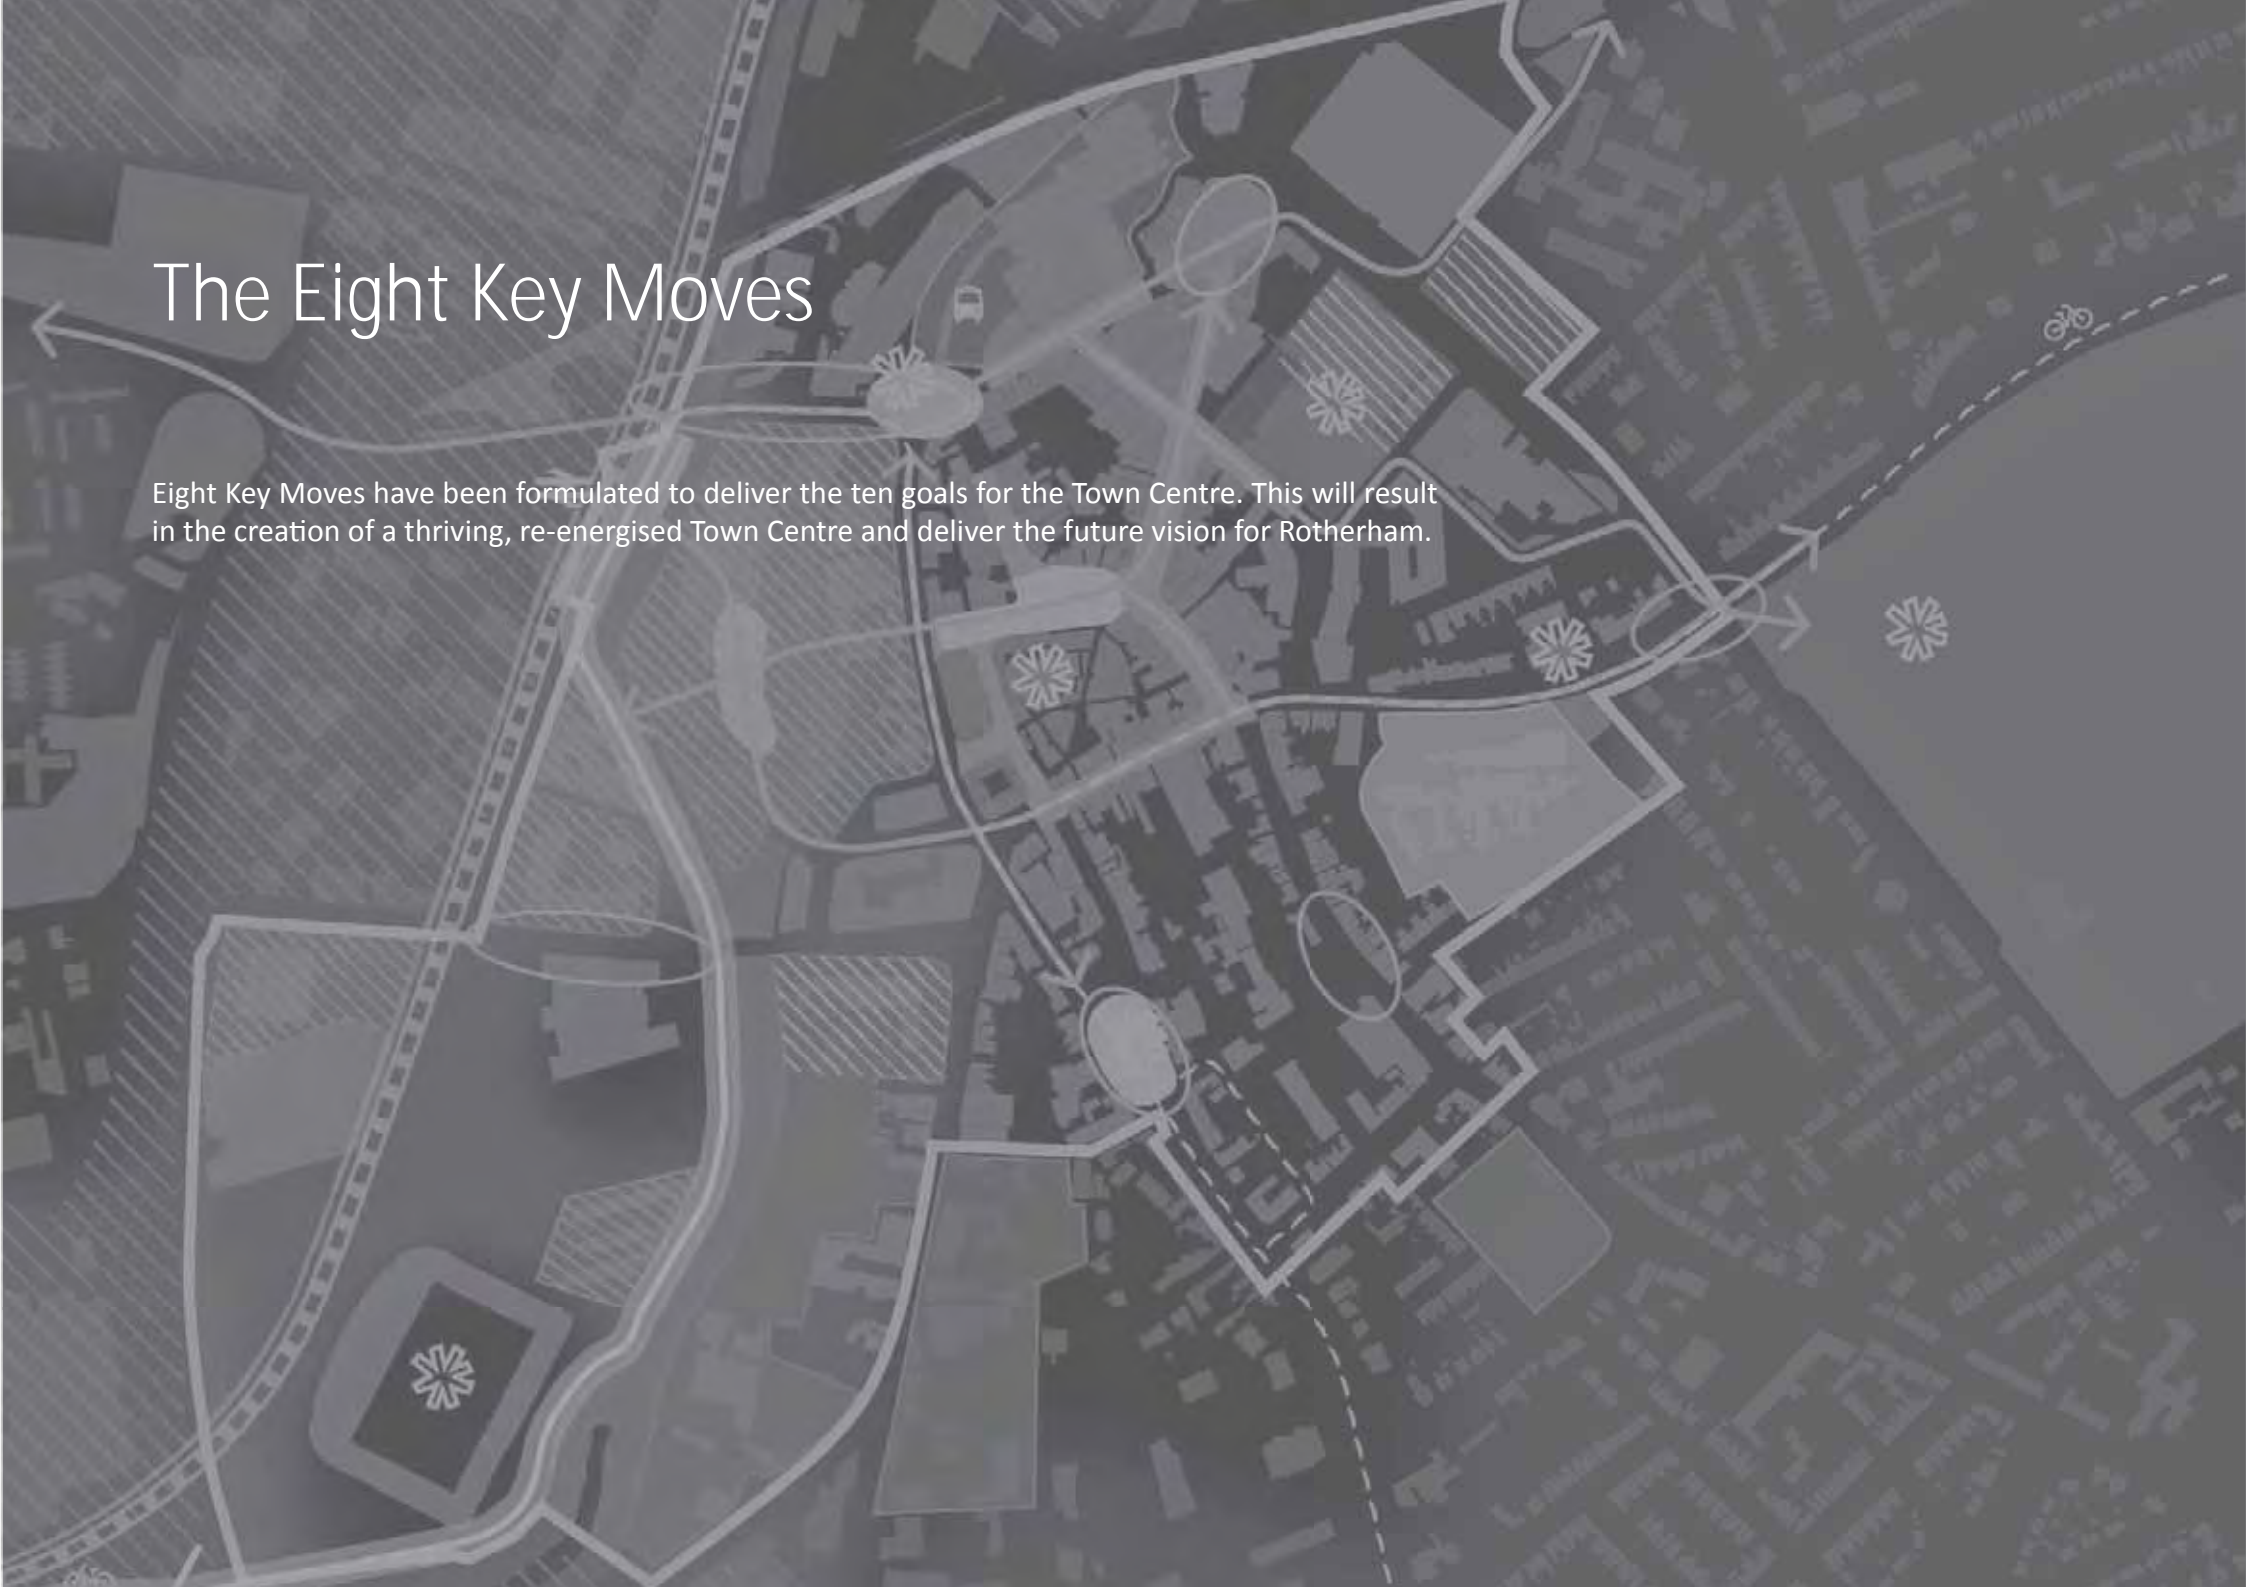 The Eight Key Moves
Eight Key Moves have been formulated to deliver the ten goals for the Town Centre. This will result
in the creation of a thriving, re-energised Town Centre and deliver the future vision for Rotherham.